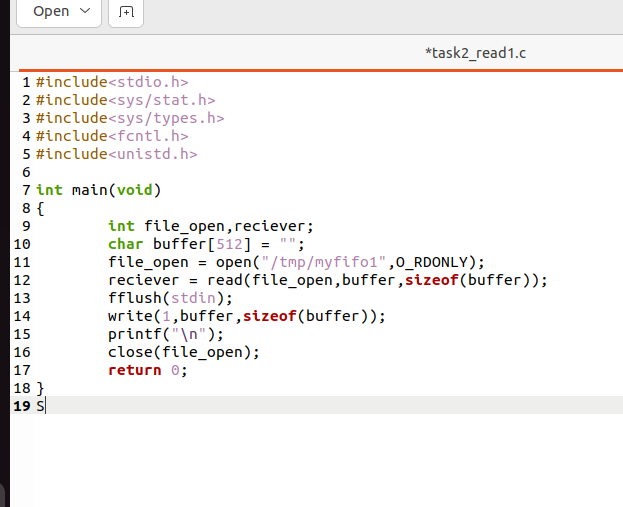 Open
*task2_read1.c
1 #include<stdio.h>
2 #include<sys/stat.h>
3 #include<sys/types.h>
4 #include<fcntl.h>
5 #include<unistd.h>
6
7 int main(void)
8 {
9 int file_open,reciever;
10 char buffer[512] = "";
11 file_open = open("/tmp/myfifo1",O_RDONLY);
12 reciever = read(file_open,buffer,sizeof(buffer));
13 fflush(stdin);
14 write(1,buffer,sizeof(buffer));
15 printf("\n");
16 close(file_open);
17 return 0;
18 }
19 S